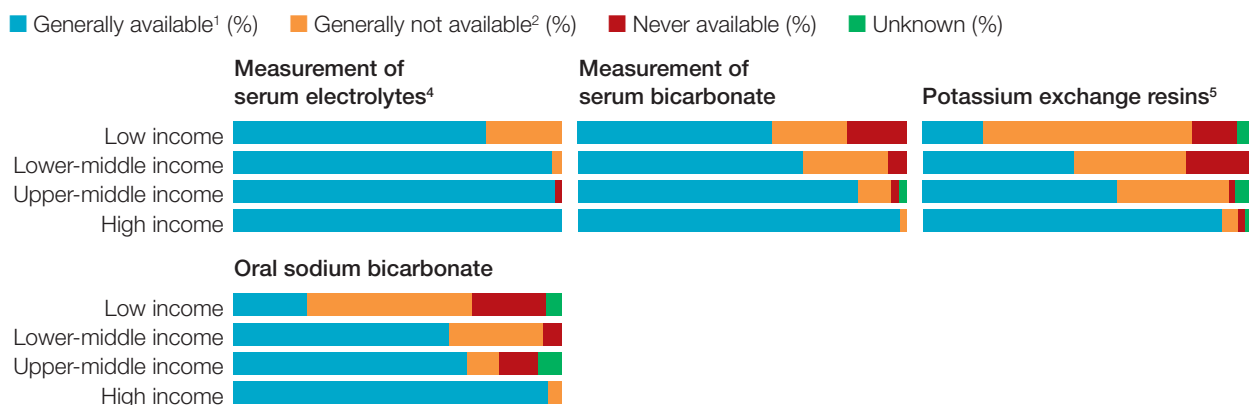 Generally available¹ (%) Generally not available² (%) Never available (%) Unknown (%)
Measurement of serum electrolytes⁴
Measurement of serum bicarbonate
Potassium exchange resins⁵
Low income
Lower-middle income
Upper-middle income
High income
Oral sodium bicarbonate
Low income
Lower-middle income
Upper-middle income
High income